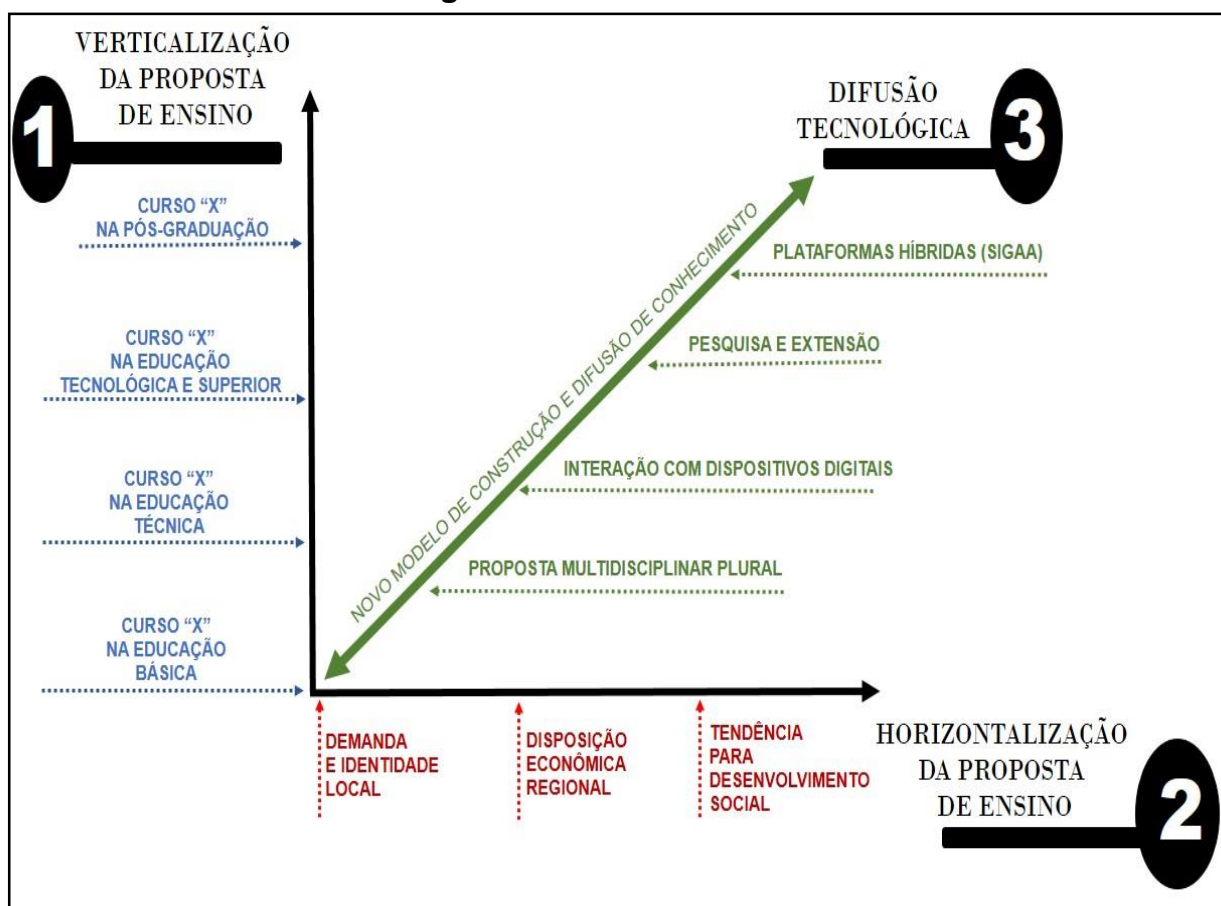 VERTICALIZAÇÃO
DA PROPOSTA
DE ENSINO
1
CURSO “X”
NA PÓS-GRADUAÇÃO
CURSO “X”
NA EDUCAÇÃO
TECNOLÓGICA E SUPERIOR
CURSO “X”
NA EDUCAÇÃO
TÉCNICA
CURSO “X”
NA EDUCAÇÃO
BÁSICA
DIFUSÃO
TECNOLÓGICA
3
NOVO MODELO DE CONSTRUÇÃO E DIFUSÃO DE CONHECIMENTO
PLATAFORMAS HÍBRIDAS (SIGAA)
PESQUISA E EXTENSÃO
INTERAÇÃO COM DISPOSITIVOS DIGITAIS
PROPOSTA MULTIDISCIPLINAR PLURAL
DEMANDA
E IDENTIDADE
LOCAL
DISPOSIÇÃO
ECONÔMICA
REGIONAL
TENDÊNCIA
PARA
DESENVOLVIMENTO
SOCIAL
HORIZONTALIZAÇÃO
DA PROPOSTA
DE ENSINO
2